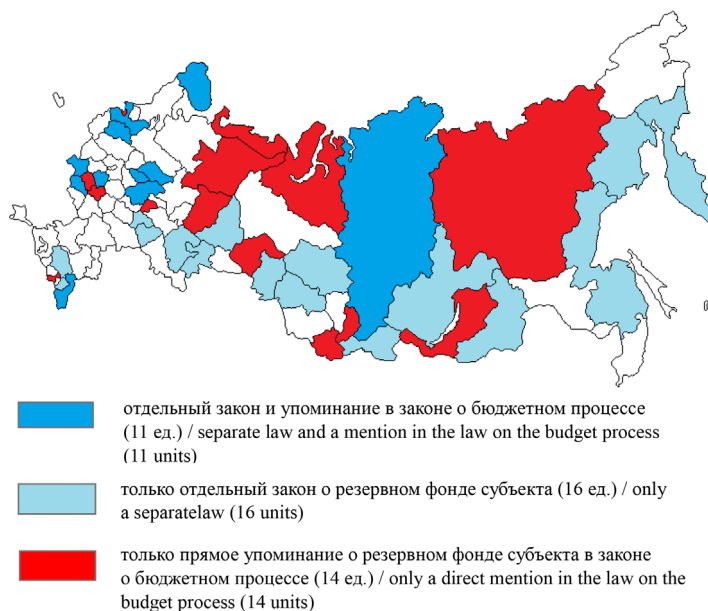 отдельный закон и упоминание в законе о бюджетном процессе
(11 ед.) / separate law and a mention in the law on the budget process
(11 units)
только отдельный закон о резервном фонде субъекта (16 ед.) / only
a separatelaw (16 units)
только прямое упоминание о резервном фонде субъекта в законе
о бюджетном процессе (14 ед.) / only a direct mention in the law on the
budget process (14 units)